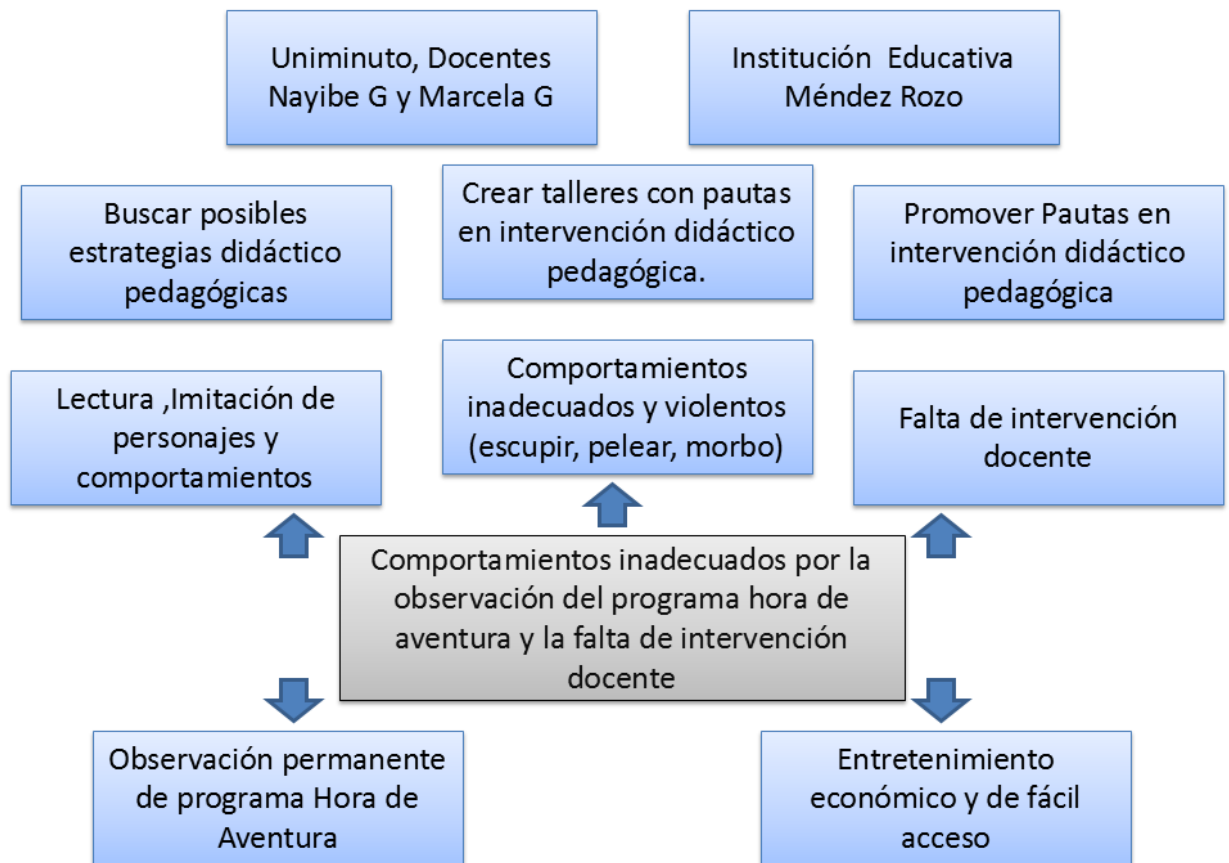 Uniminuto, Docentes
Nayibe G y Marcela G
Institución  Educativa
Méndez Rozo
Buscar posibles
estrategias didáctico
pedagógicas
Crear talleres con pautas
en intervención didáctico
pedagógica.
Promover Pautas en
intervención didáctico
pedagógica
Lectura ,Imitación de
personajes y
comportamientos
Comportamientos
inadecuados y violentos
(escupir, pelear, morbo)
Falta de intervención
docente
Comportamientos inadecuados por la
observación del programa hora de
aventura y la falta de intervención
docente
Observación permanente
de programa Hora de
Aventura
Entretenimiento
económico y de fácil
acceso